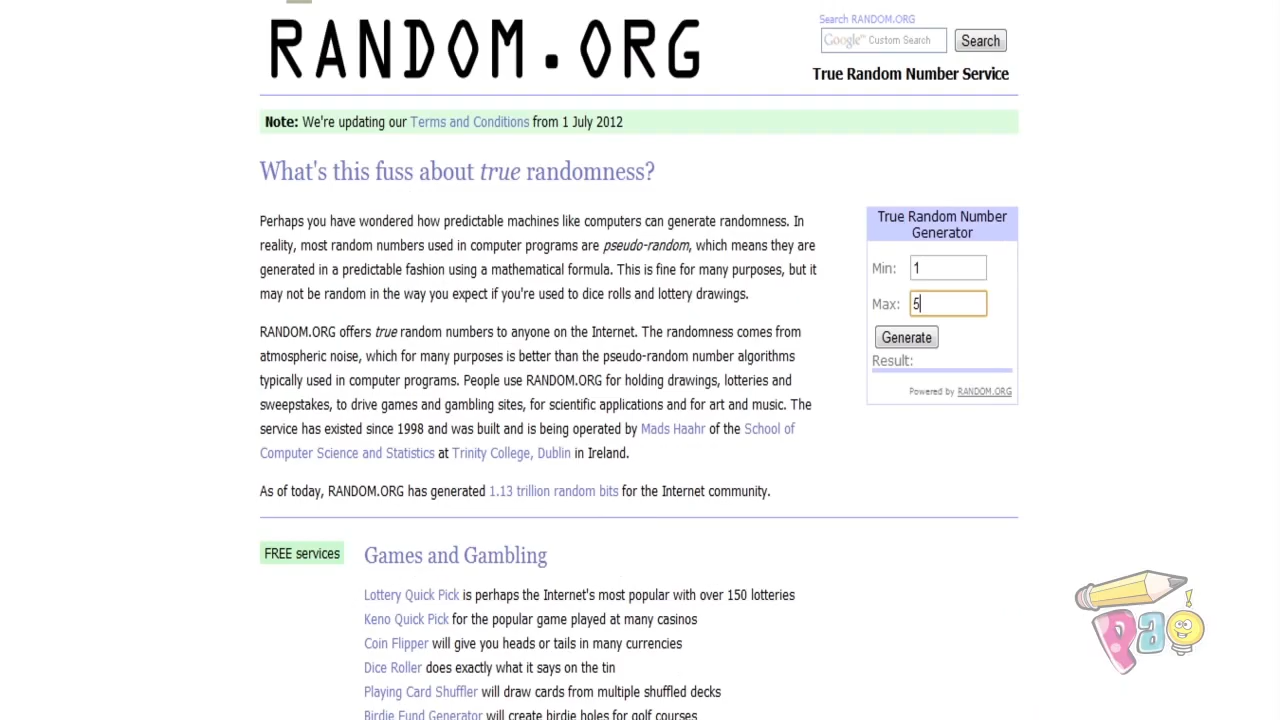 RANDOM.ORG
Search RANDOM.ORG
Google™ Custom Search Search
True Random Number Service
Note: We're updating our Terms and Conditions from 1 July 2012
What's this fuss about true randomness?
Perhaps you have wondered how predictable machines like computers can generate randomness. In
reality, most random numbers used in computer programs are pseudo-random, which means they are
generated in a predictable fashion using a mathematical formula. This is fine for many purposes, but it
may not be random in the way you expect if you're used to dice rolls and lottery drawings.
RANDOM.ORG offers true random numbers to anyone on the Internet. The randomness comes from
atmospheric noise, which for many purposes is better than the pseudo-random number algorithms
typically used in computer programs. People use RANDOM.ORG for holding drawings, lotteries and
sweepstakes, to drive games and gambling sites, for scientific applications and for art and music. The
service has existed since 1998 and was built and is being operated by Mads Haahr of the School of
Computer Science and Statistics at Trinity College, Dublin in Ireland.
As of today, RANDOM.ORG has generated 1.13 trillion random bits for the Internet community.
True Random Number
Generator
Min: 1
Max: 5
Generate
Result:
Powered by RANDOM.ORG
FREE services
Games and Gambling
Lottery Quick Pick is perhaps the Internet's most popular with over 150 lotteries
Keno Quick Pick for the popular game played at many casinos
Coin Flipper will give you heads or tails in many currencies
Dice Roller does exactly what it says on the tin
Playing Card Shuffler will draw cards from multiple shuffled decks
Birdie Fund Generator will create birdie holes for golf courses
Pao